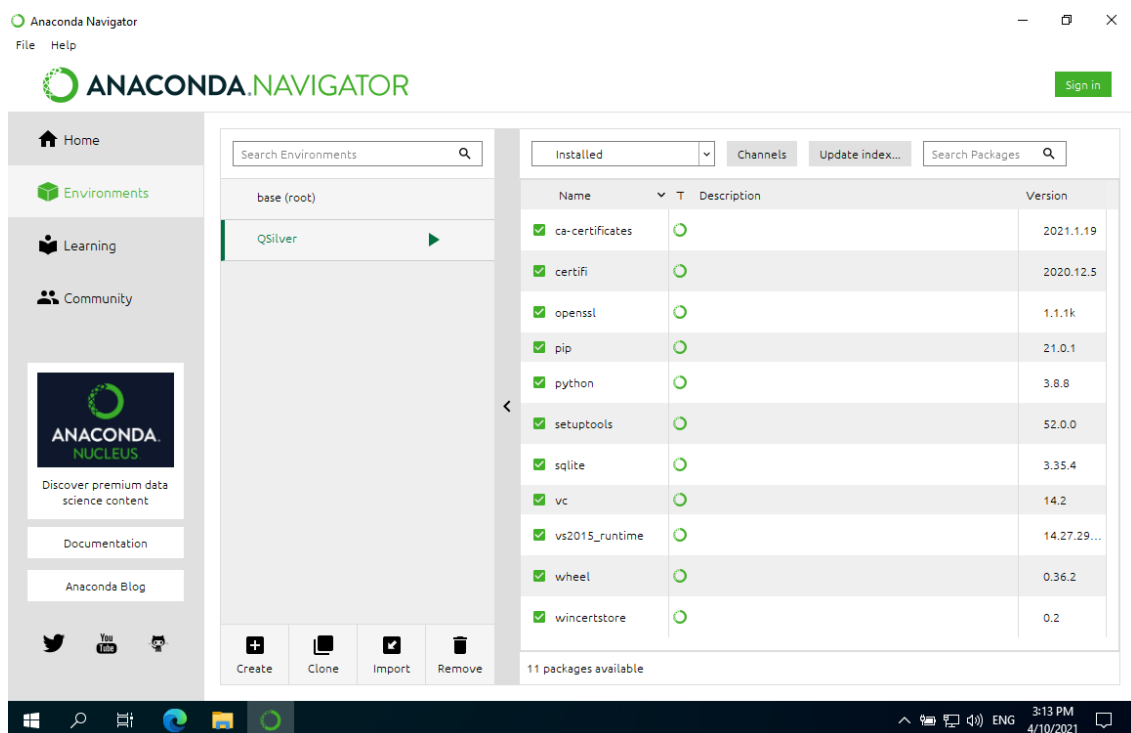 Anaconda Navigator
File Help
ANACONDA.NAVIGATOR
Sign in
Home
Environments
Learning
Community
ANACONDA.
NUCLEUS
Discover premium data
science content
Documentation
Anaconda Blog
You
Tube
Search Environments
base (root)
QSilver
Create Clone Import Remove
Installed Channels Update index... Search Packages
Name T Description Version
ca-certificates 2021.1.19
certifi 2020.12.5
openssl 1.1.1k
pip 21.0.1
python 3.8.8
setuptools 52.0.0
sqlite 3.35.4
vc 14.2
vs2015_runtime 14.27.29...
wheel 0.36.2
wincertstore 0.2
11 packages available
ENG
3:13 PM
4/10/2021